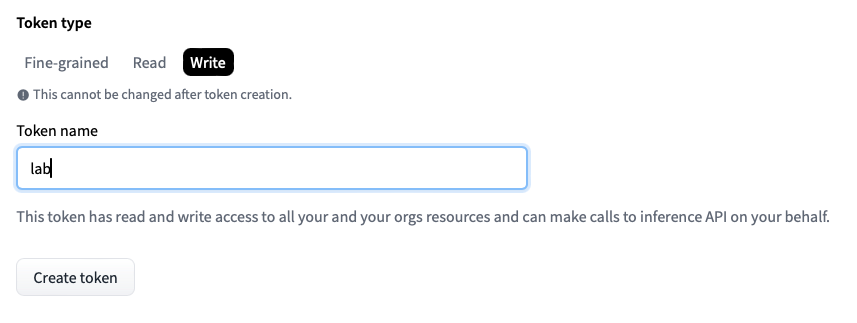 Token type
Fine-grained Read Write
This cannot be changed after token creation.
Token name
lab
This token has read and write access to all your and your orgs resources and can make calls to inference API on your behalf.
Create token